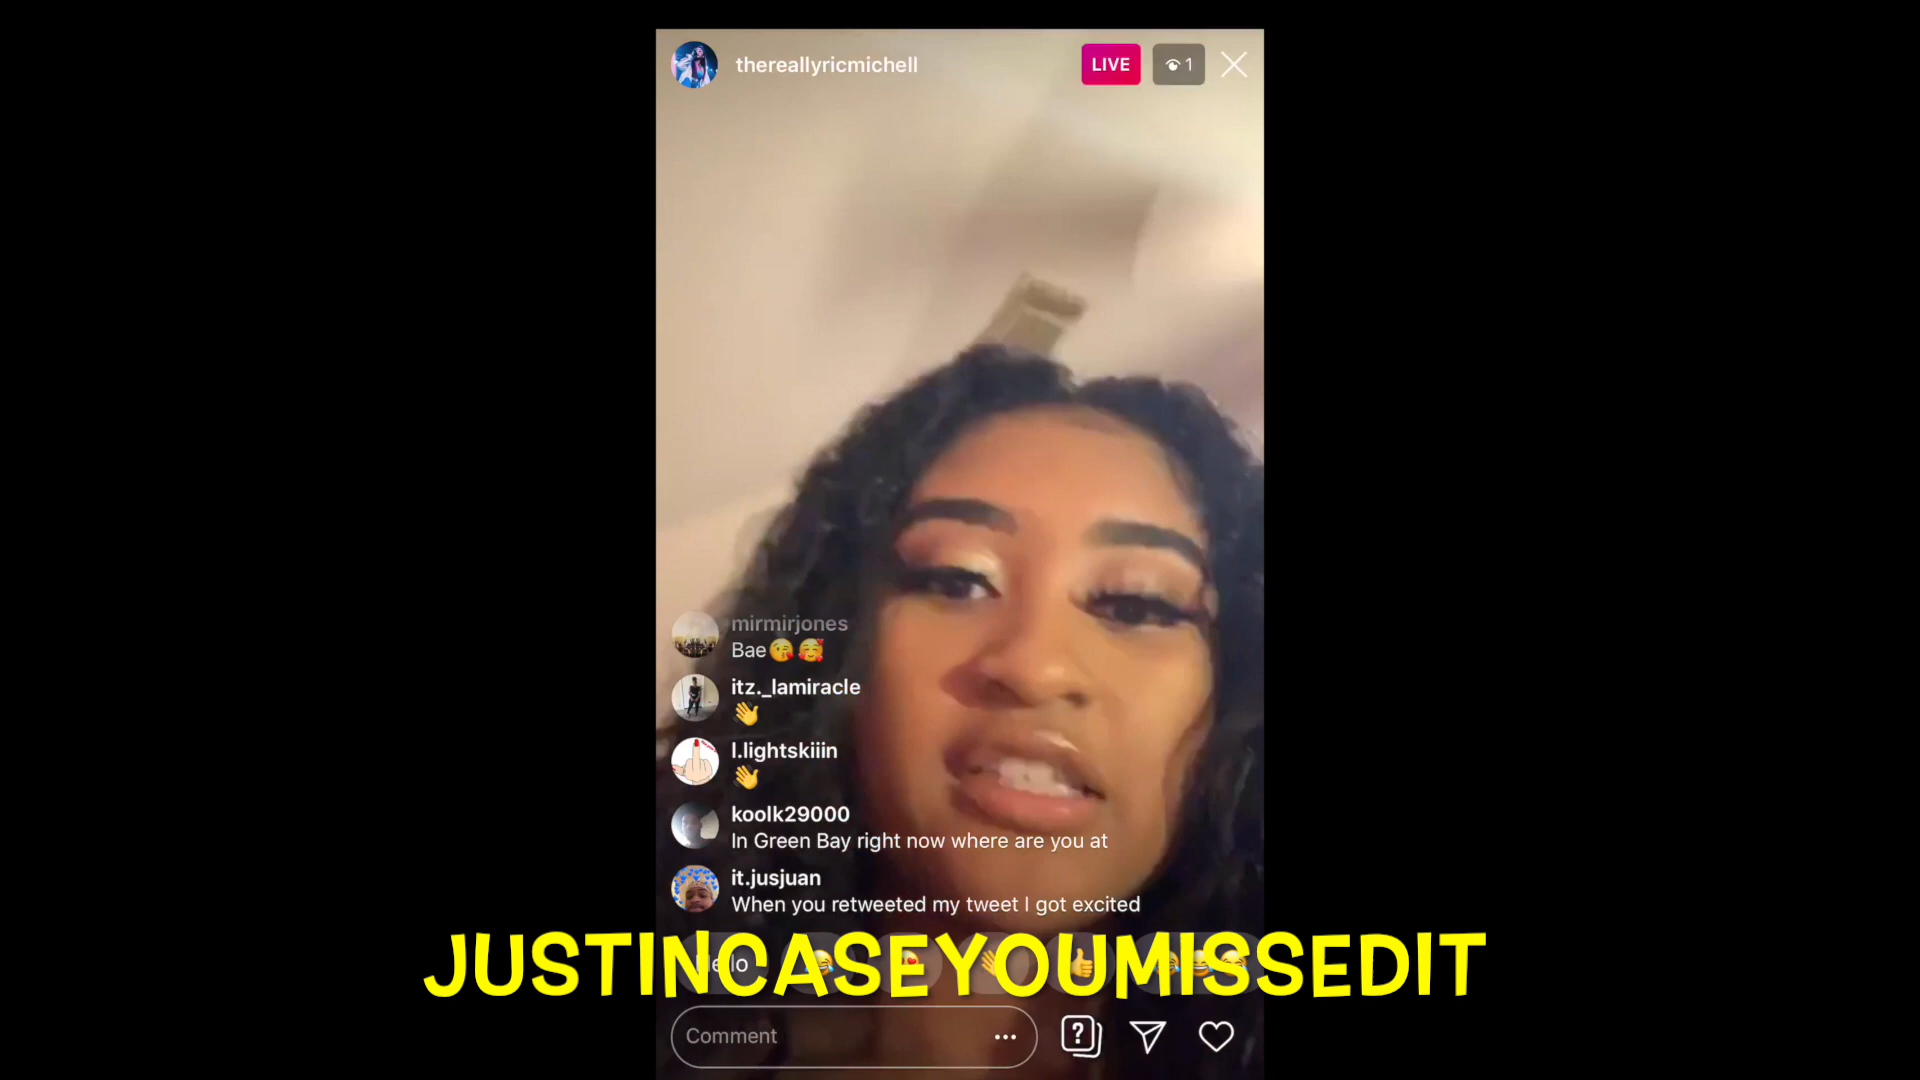 thereallyricmichell
LIVE
1
mirmirjones
Bae😘🥰
itz._lamiracle
👋
l.lightskiiin
👋
koolk29000
In Green Bay right now where are you at
it.jusjuan
When you retweeted my tweet I got excited
JUSTINCASEYOUMISSEDIT
Comment